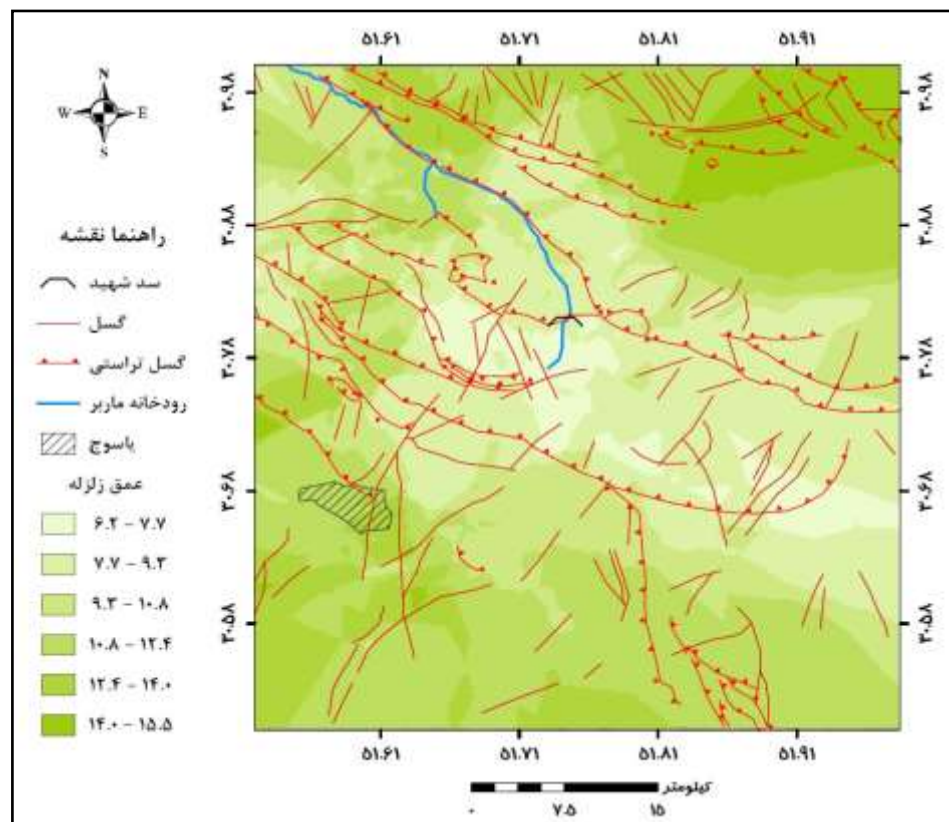 ۵۱.۶۱ ۵۱.۷۱ ۵۱.۸۱ ۵۱.۹۱
N
W E
S
۳۰.۹۸ ۳۰.۹۸
۳۰.۸۸ ۳۰.۸۸
۳۰.۷۸ ۳۰.۷۸
۳۰.۶۸ ۳۰.۶۸
۳۰.۵۸ ۳۰.۵۸
راهنما نقشه
سد شهید
گسل
گسل تراستی
رودخانه ماربر
یاسوج
عمق زلزله
۶.۲ - ۷.۷
۷.۷ - ۹.۳
۹.۳ - ۱۰.۸
۱۰.۸ - ۱۲.۴
۱۲.۴ - ۱۴.۰
۱۴.۰ - ۱۵.۵
۵۱.۶۱ ۵۱.۷۱ ۵۱.۸۱ ۵۱.۹۱
کیلومتر
۰ ۷.۵ ۱۵